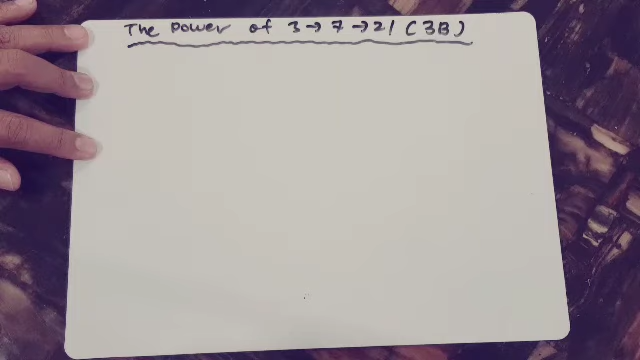 The power of 3→7→21 (3B)